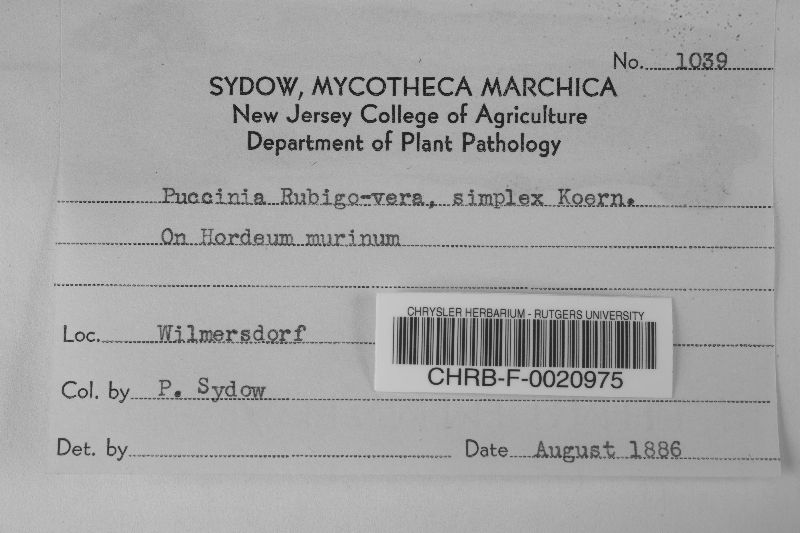 No. 1039
SYDOW, MYCOTHECA MARCHICA
New Jersey College of Agriculture
Department of Plant Pathology
Puccinia Rubigo-vera, simplex Koern.
On Hordeum murinum
CHRYSLER HERBARIUM - RUTGERS UNIVERSITY
CHRB-F-0020975
Loc. Wilmersdorf
Col. by P. Sydow
Det. by
Date August 1886